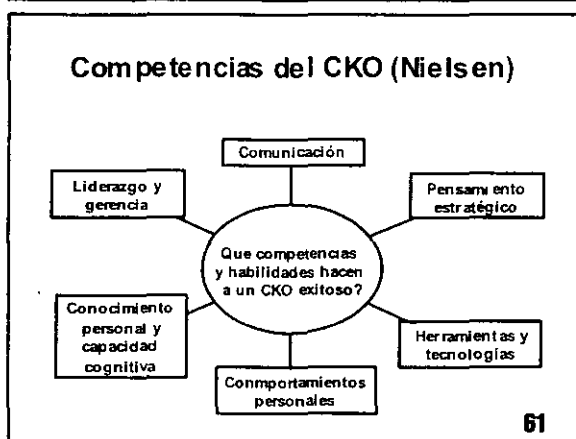 Competencias del CKO (Nielsen)
Comunicación
Liderazgo y
gerencia
Pensamiento
estratégico
Que competencias
y habilidades hacen
a un CKO exitoso?
Conocimiento
personal y
capacidad
cognitiva
Herramientas y
tecnologías
Conmportamientos
personales
61